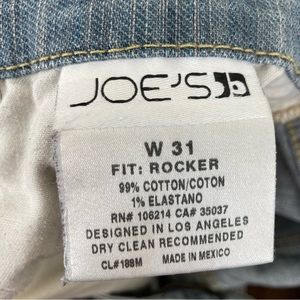 JOE'S
W 31
FIT: ROCKER
99% COTTON/COTON
1% ELASTANO
RN# 106214 CA# 35037
DESIGNED IN LOS ANGELES
DRY CLEAN RECOMMENDED
CL#188M MADE IN MEXICO